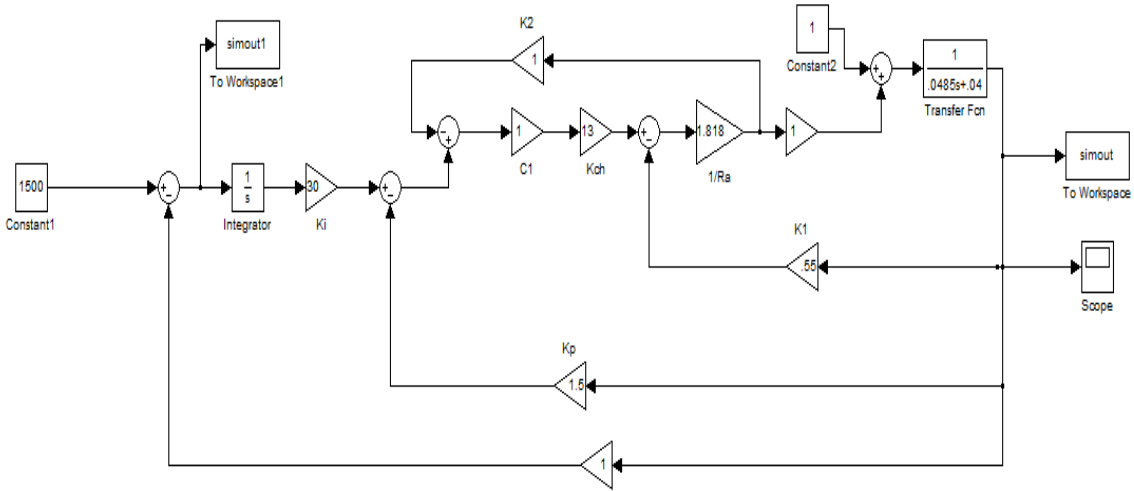 K2
simout1
1
To Workspace1
1
Constant2
1
.0485s+.04
Transfer Fcn
1
C1
13
Kch
1.818
1/Ra
1
simout
To Workspace
1500
Constant1
1
s
Integrator
30
Ki
K1
.55
Scope
Kp
1.5
1